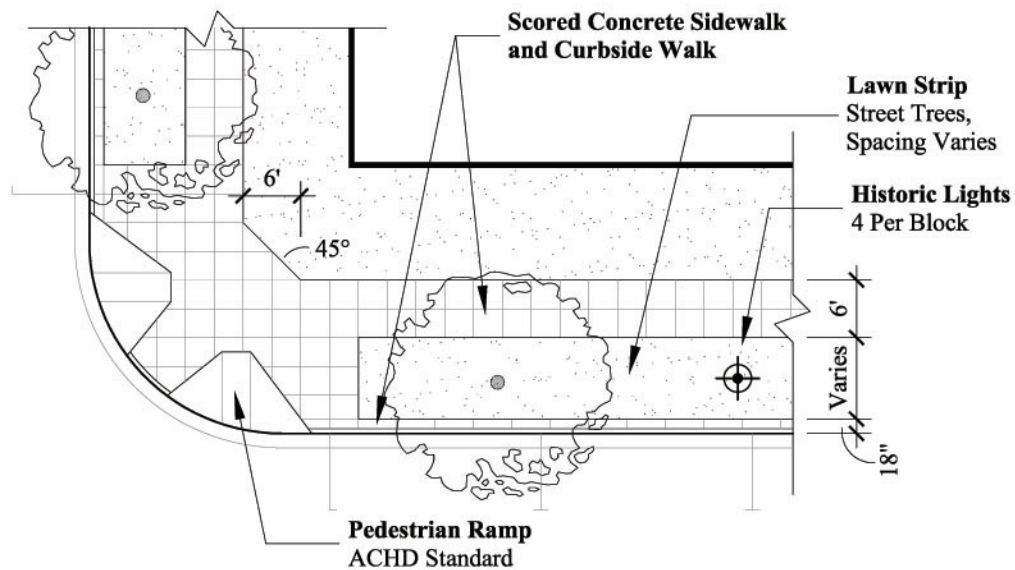 Scored Concrete Sidewalk
and Curbside Walk
Lawn Strip
Street Trees,
Spacing Varies
Historic Lights
4 Per Block
6'
45°
6'
Varies
18"
Pedestrian Ramp
ACHD Standard